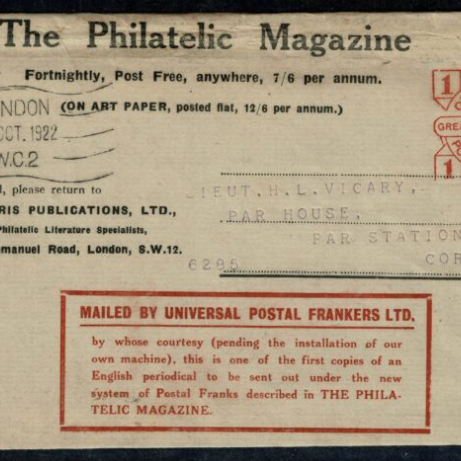 The Philatelic Magazine
Fortnightly, Post Free, anywhere, 7/6 per annum.
(ON ART PAPER, posted flat, 12/6 per annum.)
NDON
OCT. 1922
W.C.2
1
GREA
1
, please return to
RIS PUBLICATIONS, LTD.,
Philatelic Literature Specialists,
manuel Road, London, S.W.12.
LIEUT.H.L.VICARY,
PAR HOUSE,
PAR STATION
COR
6285
MAILED BY UNIVERSAL POSTAL FRANKERS LTD.
by whose courtesy (pending the installation of our
own machine), this is one of the first copies of an
English periodical to be sent out under the new
system of Postal Franks described in THE PHILA-
TELIC MAGAZINE.